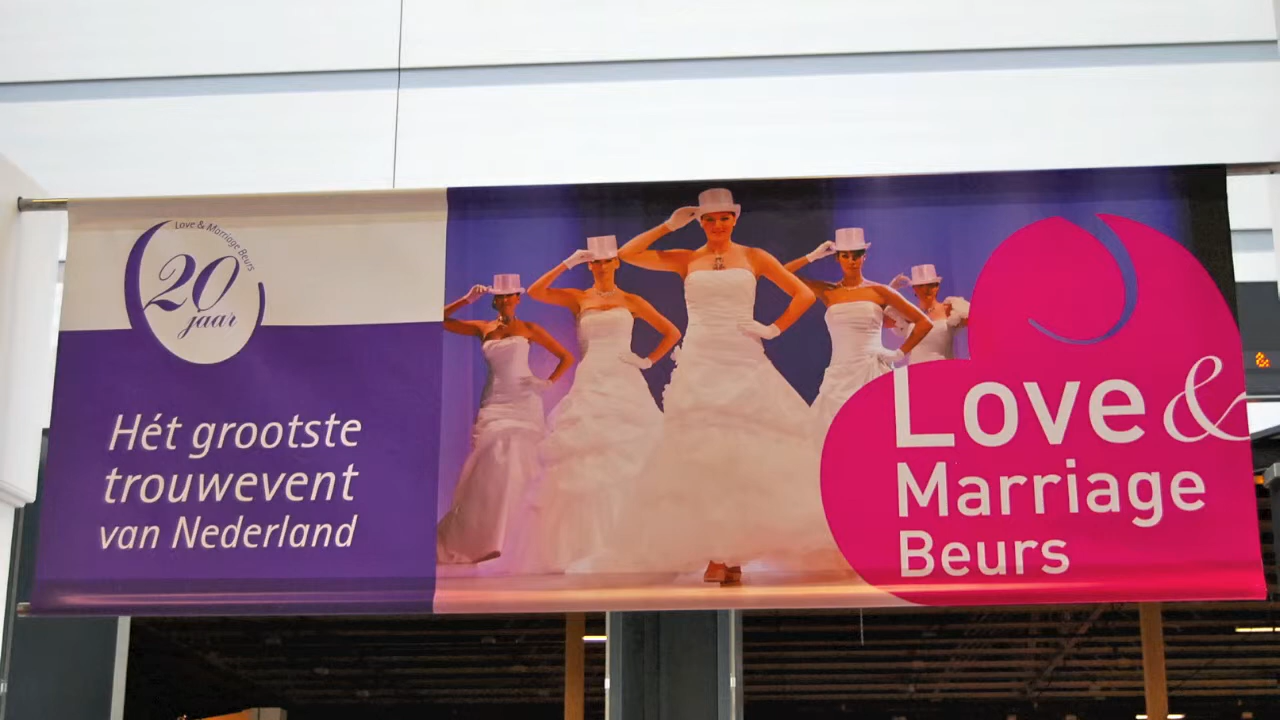 Love & Marriage Beurs
20
jaar
Hét grootste
trouwevent
van Nederland
Love &
Marriage
Beurs
&